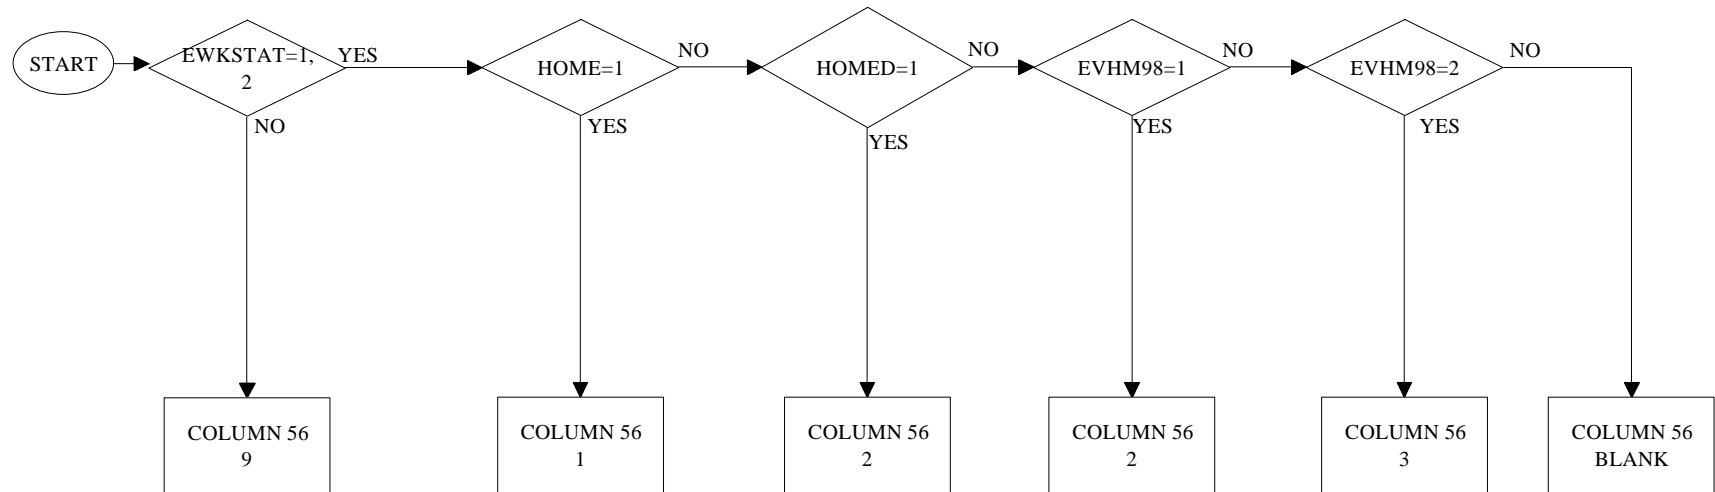 START
EWKSTAT=1,
2
YES
NO
HOME=1
NO
YES
HOMED=1
NO
YES
EVHM98=1
NO
YES
EVHM98=2
NO
YES
COLUMN 56
9
COLUMN 56
1
COLUMN 56
2
COLUMN 56
2
COLUMN 56
3
COLUMN 56
BLANK